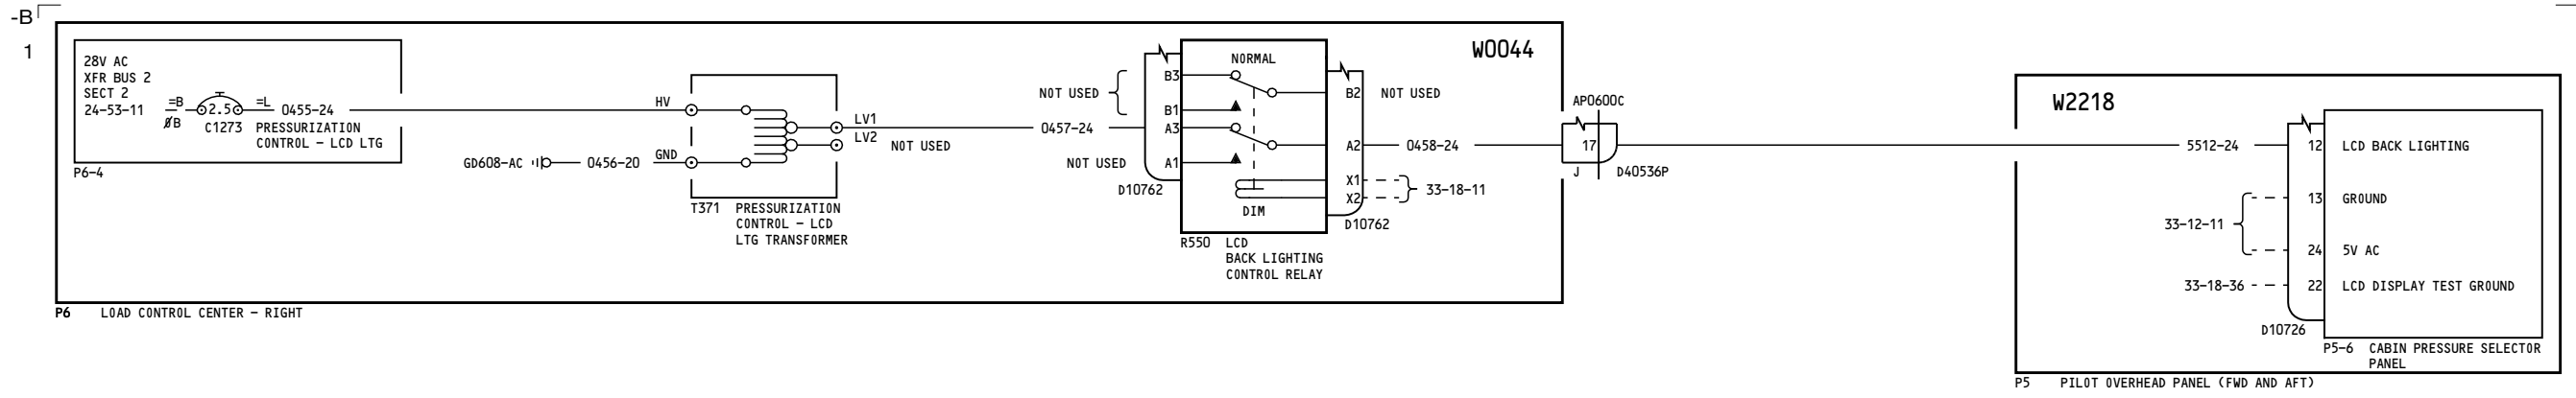 -B
1
28V AC
XFR BUS 2
SECT 2
24-53-11
=B
ØB
2.5
C1273
=L
0455-24
PRESSURIZATION
CONTROL - LCD LTG
P6-4
HV
GD608-AC
0456-20
GND
LV1
LV2
NOT USED
T371 PRESSURIZATION
CONTROL - LCD
LTG TRANSFORMER
NOT USED
0457-24
NOT USED
B3
B1
A3
A1
D10762
NORMAL
DIM
B2
NOT USED
A2
0458-24
X1
X2
33-18-11
D10762
R550 LCD
BACK LIGHTING
CONTROL RELAY
W0044
AP0600C
17
J
D40536P
P6 LOAD CONTROL CENTER - RIGHT
W2218
5512-24
12 LCD BACK LIGHTING
13 GROUND
33-12-11
24 5V AC
33-18-36
22 LCD DISPLAY TEST GROUND
D10726
P5-6 CABIN PRESSURE SELECTOR
PANEL
P5 PILOT OVERHEAD PANEL (FWD AND AFT)